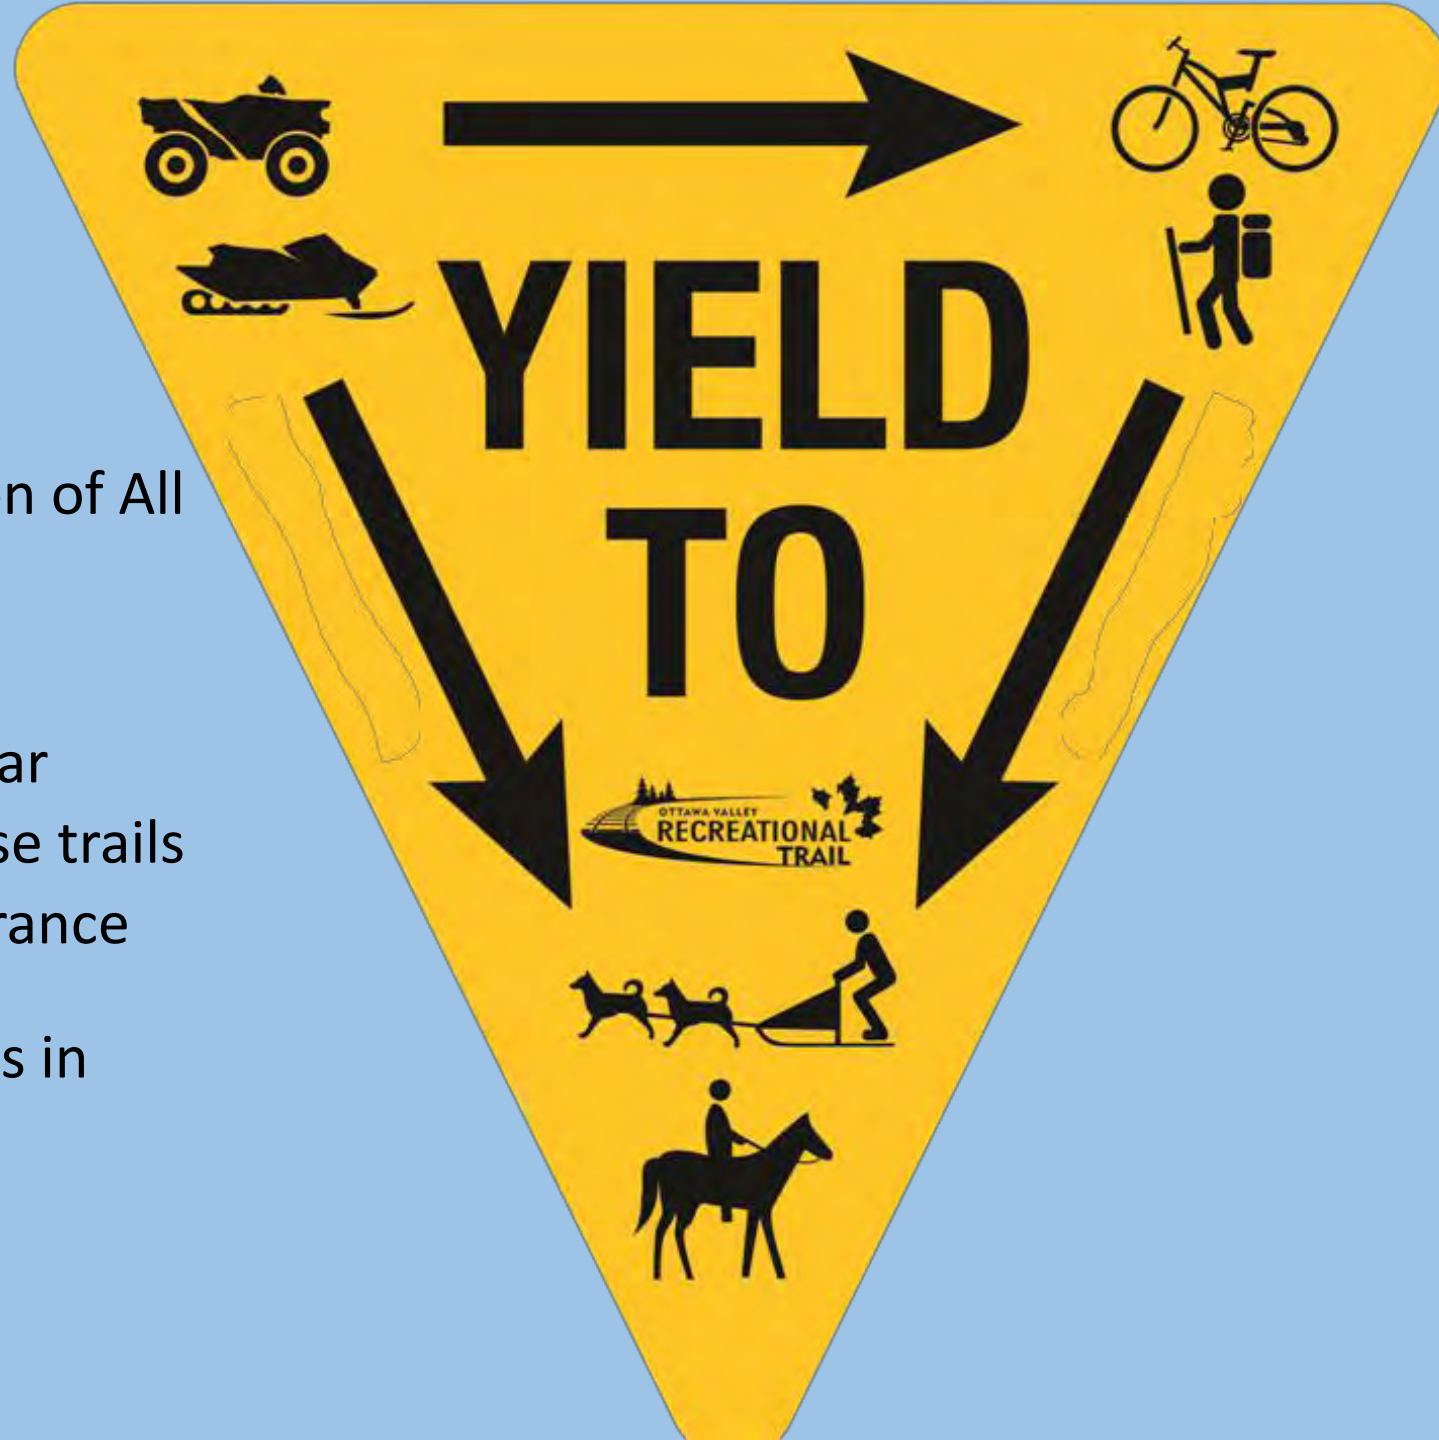 YIELD
TO
OTTAWA VALLEY
RECREATIONAL
TRAIL
n of All
ar
se trails
rance
s in